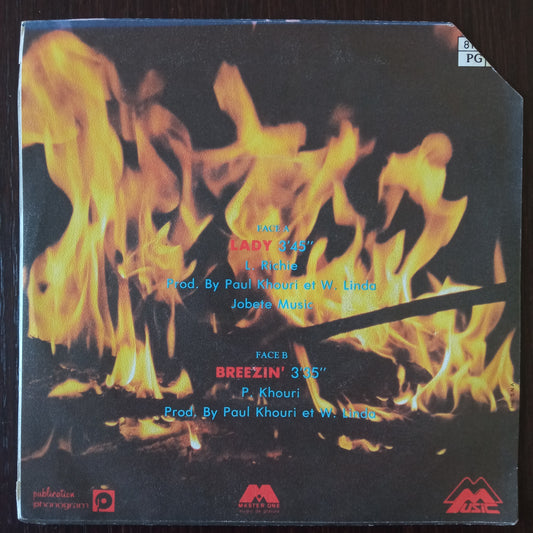 PG
FACE A
LADY 3'45''
L. Richie
Prod. By Paul Khouri et W. Linda
Jobete Music
FACE B
BREEZIN' 3'35''
P. Khouri
Prod. By Paul Khouri et W. Linda
publication
phonogram
MASTER ONE
Music